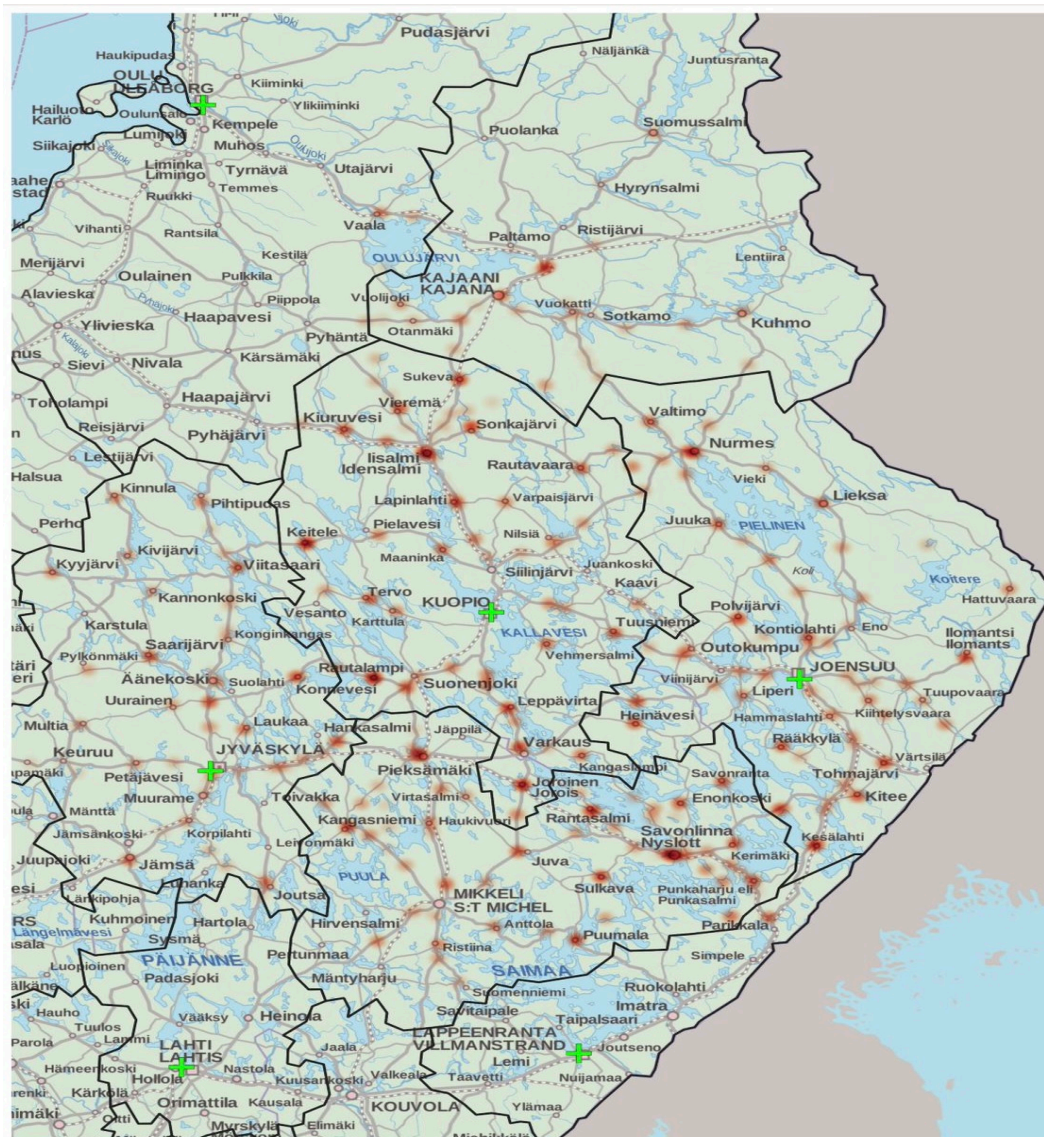 Pudasjärvi
Näljänkä
Juntusranta
Haukipudas
OULU
ULEÅBORG
Kiiminki
Hailuoto
Karlö
Ylikiiminki
Oulunsalo
Kempele
Puolanka
Suomussalmi
Lumijoki
Siikajoki
Siikajoki
Muhos
Oulujoki
Liminka
Limingo
Tyrnävä
Utajärvi
Temmes
Hyrynsalmi
Ruukki
Vihanti
Rantsila
Vaala
Paltamo
Ristijärvi
Merijärvi
Kestilä
OULUJÄRVI
Lentiira
Oulainen
Pulkkila
KAJAANI
KAJANA
Alavieska
Pyhäjoki
Haapavesi
Piippola
Vuolijoki
Vuokatti
Sotkamo
Kuhmo
Ylivieska
Otanmäki
Kalajoki
Pyhäntä
Sievi
Nivala
Kärsämäki
Sukeva
Toholampi
Haapajärvi
Vieremä
Reisjärvi
Pyhäjärvi
Kiuruvesi
Sonkajärvi
Valtimo
Lestijärvi
Iisalmi
Idensalmi
Nurmes
Halsua
Rautavaara
Vieki
Kinnula
Pihtipudas
Lapinlahti
Varpaisjärvi
Lieksa
Perho
Keitele
Pielavesi
Nilsiä
Juuka
PIELINEN
Kivijärvi
Maaninka
Kyyjärvi
Viitasaari
Siilinjärvi
Juankoski
Koli
Koitere
Kannonkoski
Tervo
KUOPIO
Kaavi
Hattuvaara
Vesanto
Karttula
Polvijärvi
Karstula
Konginkangas
KALLAVESI
Tuusniemi
Kontiolahti
Eno
Saarijärvi
Ilomantsi
Ilomants
Pylkönmäki
Vehmersalmi
Outokumpu
Äänekoski
Suolahti
Rautalampi
Konnevesi
Suonenjoki
Viinijärvi
JOENSUU
Liperi
Tuupovaara
Uurainen
Leppävirta
Heinävesi
Hammaslahti
Kiihtelysvaara
Multia
Laukaa
Hankasalmi
Jäppilä
Keuruu
JYVÄSKYLÄ
Varkaus
Rääkkylä
Värtsilä
Petäjävesi
Pieksämäki
Kangaslampi
Savonranta
Tohmajärvi
Muurame
Toivakka
Virtasalmi
Joroinen
Jorois
Enonkoski
Kitee
Mänttä
Jämsänkoski
Korpilahti
Kangasniemi
Haukivuori
Rantasalmi
Savonlinna
Nyslott
Kesälahti
Juupajoki
Jämsä
Leivonmäki
Juva
Kerimäki
Luhanka
PUULA
Länkipohja
Joutsa
Sulkava
Punkaharju eli
Punkasalmi
Kuhmoinen
Hartola
MIKKELI
S:T MICHEL
Längelmävesi
Sysmä
Hirvensalmi
Anttola
Parikkala
PÄIJÄNNE
Pertunmaa
Ristiina
Puumala
Simpele
Luopioinen
Padasjoki
Mäntyharju
SAIMAA
Suomenniemi
Ruokolahti
Hauho
Vääksy
Heinola
Savitaipale
Imatra
Tuulos
Taipalsaari
Parola
Lammi
LAHTI
LAHTIS
LAPPEENRANTA
VILLMANSTRAND
Joutseno
Jaala
Lemi
Hämeenkoski
Hollola
Nastola
Kuusankoski
Valkeala
Taavetti
Nuijamaa
Kärkölä
Orimattila
Kausala
KOUVOLA
Ylämaa
Oitti
Myrskylä
Elimäki